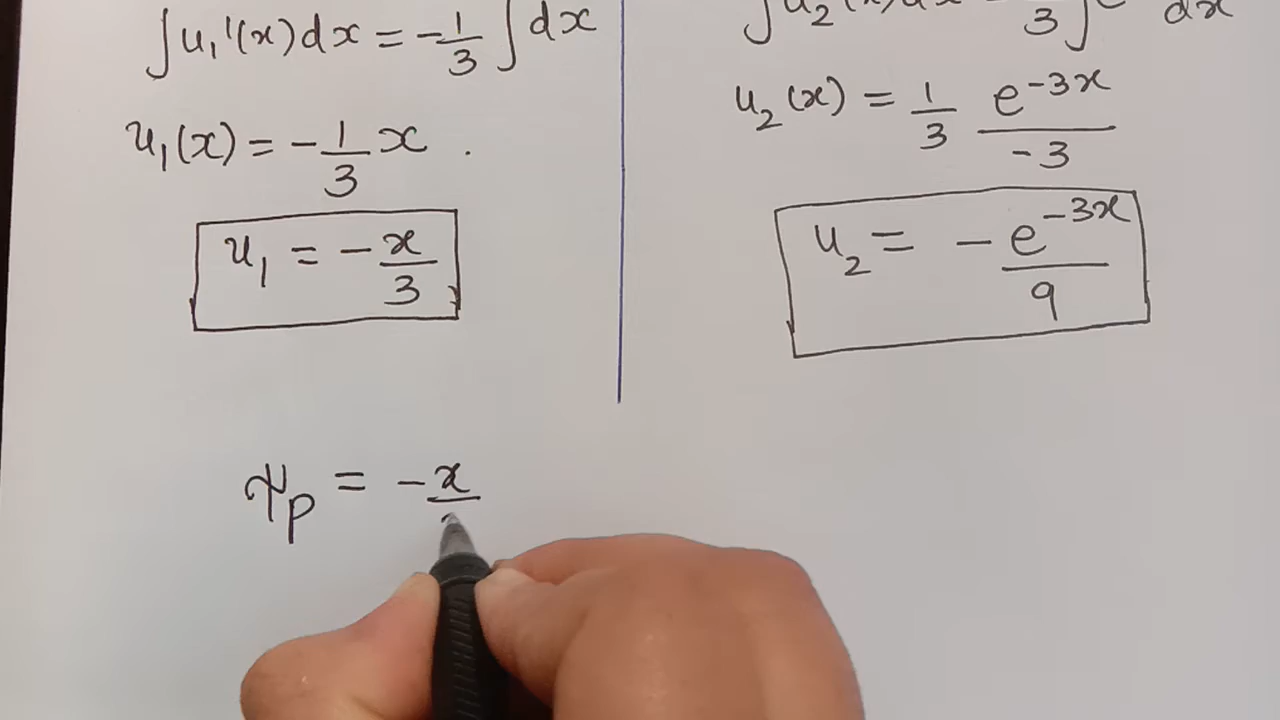 ∫ u₁'(x) dx = -1/3 ∫ dx
u₁(x) = -1/3 x .
u₁ = -x/3
u₂(x) = 1/3 e^{-3x}/-3
u₂ = -e^{-3x}/9
y_p = -x/